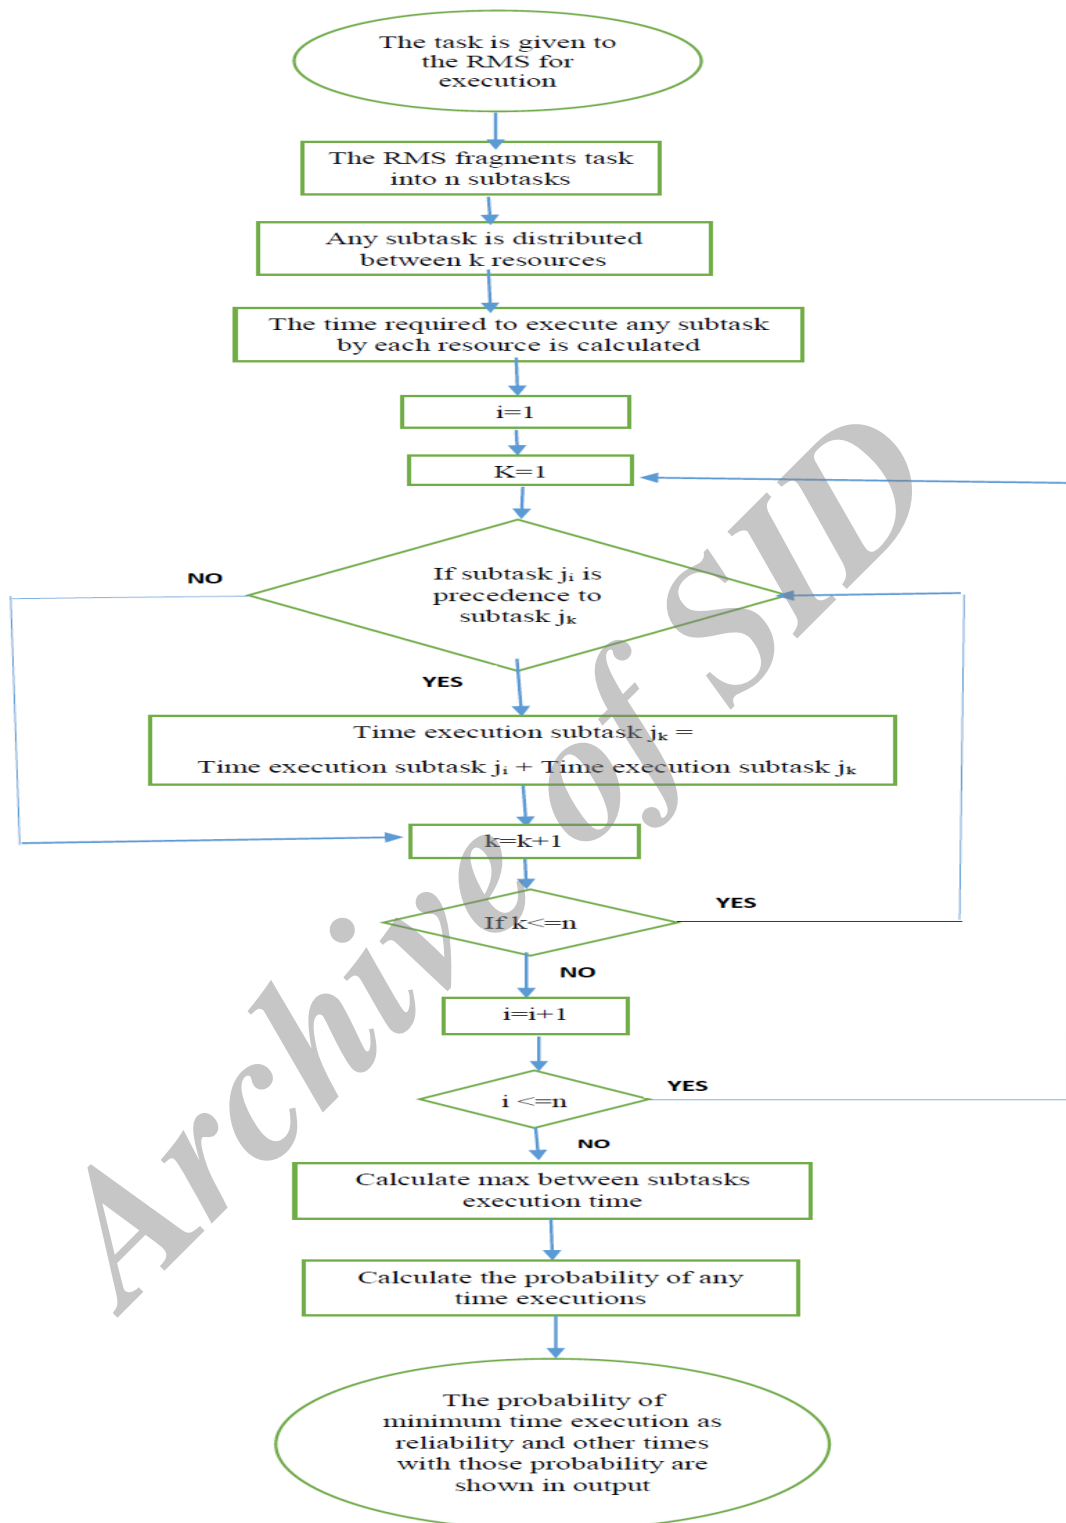 The task is given to
the RMS for
execution
The RMS fragments task
into n subtasks
Any subtask is distributed
between k resources
The time required to execute any subtask
by each resource is calculated
i=1
K=1
If subtask jᵢ is
precedence to
subtask jₖ
NO
YES
Time execution subtask jₖ =
Time execution subtask jᵢ + Time execution subtask jₖ
k=k+1
If k<=n
YES
NO
i=i+1
i <=n
YES
NO
Calculate max between subtasks
execution time
Calculate the probability of any
time executions
The probability of
minimum time execution as
reliability and other times
with those probability are
shown in output
Archive of SID